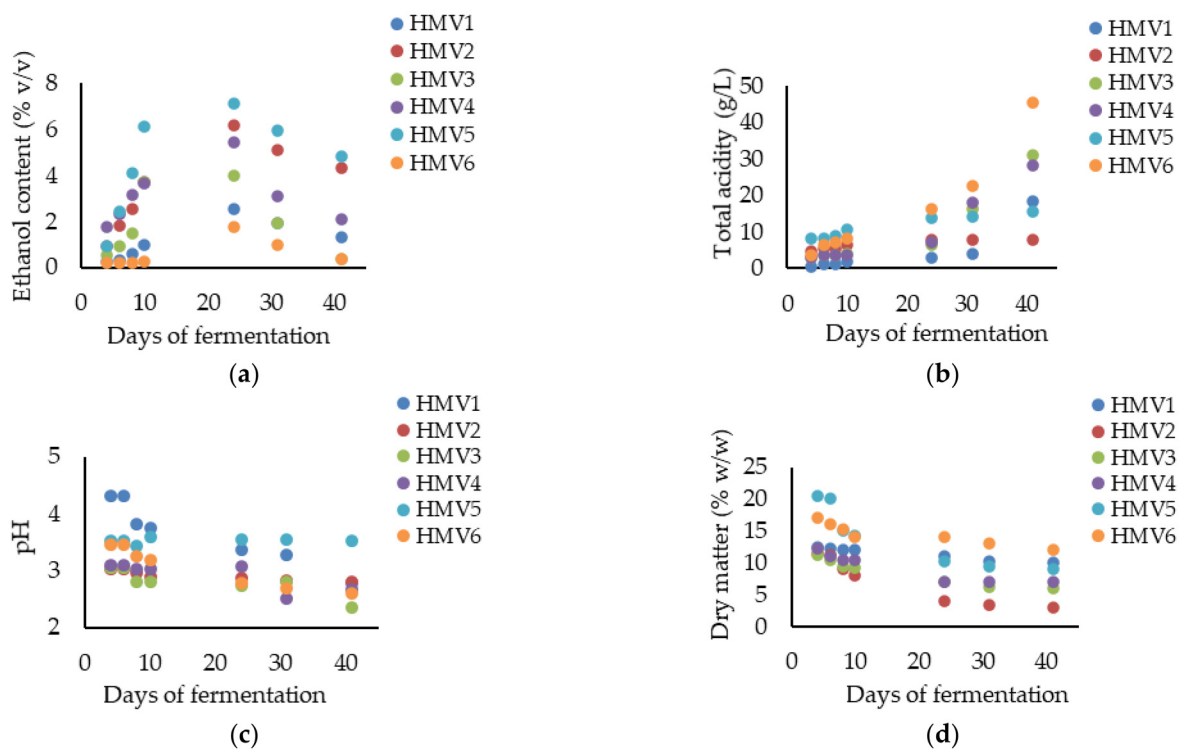 HMV1
HMV2
HMV3
HMV4
HMV5
HMV6
Ethanol content (% v/v)
8
6
4
2
0
0 10 20 30 40
Days of fermentation
(a)
HMV1
HMV2
HMV3
HMV4
HMV5
HMV6
Total acidity (g/L)
50
40
30
20
10
0
0 10 20 30 40
Days of fermentation
(b)
HMV1
HMV2
HMV3
HMV4
HMV5
HMV6
pH
5
4
3
2
0 10 20 30 40
Days of fermentation
(c)
HMV1
HMV2
HMV3
HMV4
HMV5
HMV6
Dry matter (% w/w)
25
20
15
10
5
0
0 10 20 30 40
Days of fermentation
(d)